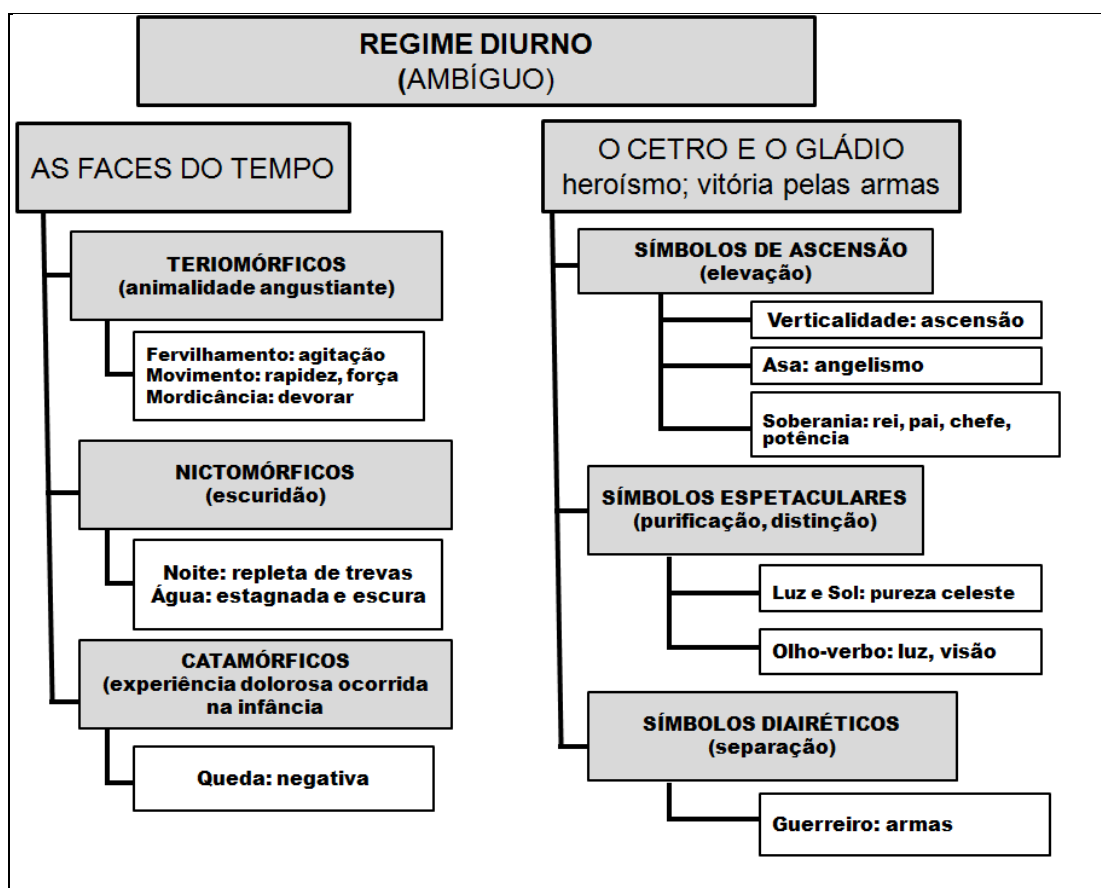 REGIME DIURNO
(AMBÍGUO)
AS FACES DO TEMPO
TERIOMÓRFICOS
(animalidade angustiante)
Fervilhamento: agitação
Movimento: rapidez, força
Mordicância: devorar
NICTOMÓRFICOS
(escuridão)
Noite: repleta de trevas
Água: estagnada e escura
CATAMÓRFICOS
(experiência dolorosa ocorrida
na infância
Queda: negativa
O CETRO E O GLÁDIO
heroísmo; vitória pelas armas
SÍMBOLOS DE ASCENSÃO
(elevação)
Verticalidade: ascensão
Asa: angelismo
Soberania: rei, pai, chefe,
potência
SÍMBOLOS ESPETACULARES
(purificação, distinção)
Luz e Sol: pureza celeste
Olho-verbo: luz, visão
SÍMBOLOS DIAIRÉTICOS
(separação)
Guerreiro: armas